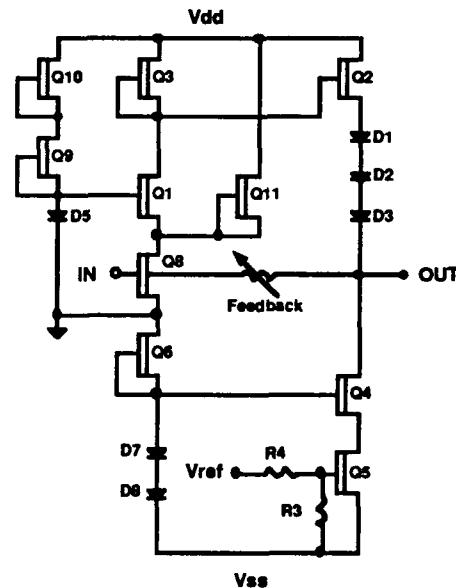 Vdd
Q10
Q3
Q2
Q9
D1
D2
D3
Q1
Q11
D5
IN
Q8
OUT
Feedback
Q6
Q4
D7
D8
Vref
R4
Q5
R3
Vss